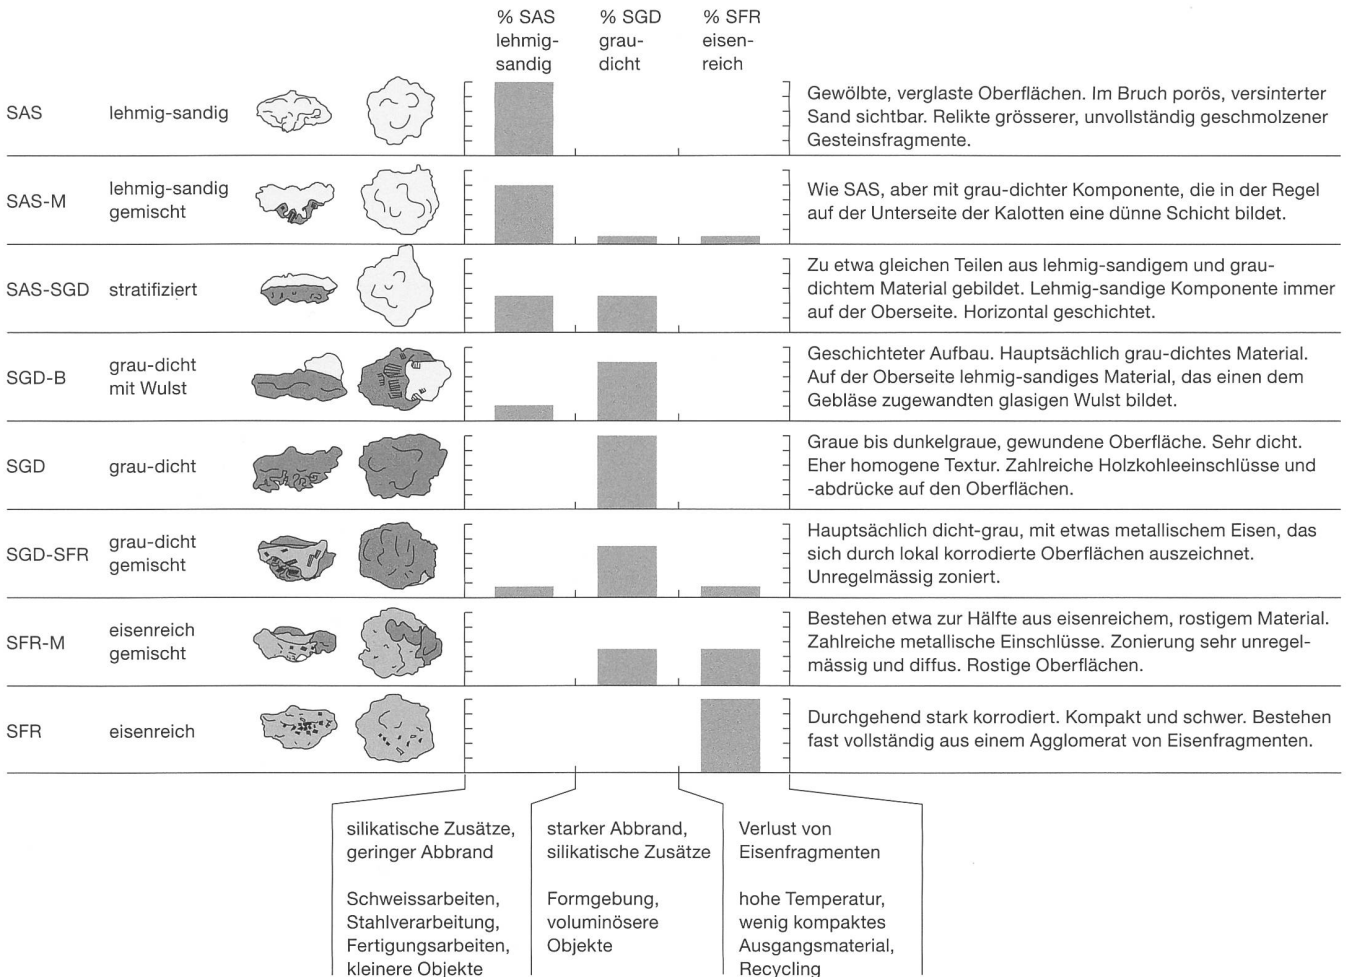 % SAS
lehmig-
sandig
% SGD
grau-
dicht
% SFR
eisen-
reich
SAS
lehmig-sandig
Gewölbte, verglaste Oberflächen. Im Bruch porös, versinterter
Sand sichtbar. Relikte grösserer, unvollständig geschmolzener
Gesteinsfragmente.
SAS-M
lehmig-sandig
gemischt
Wie SAS, aber mit grau-dichter Komponente, die in der Regel
auf der Unterseite der Kalotten eine dünne Schicht bildet.
SAS-SGD
stratifiziert
Zu etwa gleichen Teilen aus lehmig-sandigem und grau-
dichtem Material gebildet. Lehmig-sandige Komponente immer
auf der Oberseite. Horizontal geschichtet.
SGD-B
grau-dicht
mit Wulst
Geschichteter Aufbau. Hauptsächlich grau-dichtes Material.
Auf der Oberseite lehmig-sandiges Material, das einen dem
Gebläse zugewandten glasigen Wulst bildet.
SGD
grau-dicht
Graue bis dunkelgraue, gewundene Oberfläche. Sehr dicht.
Eher homogene Textur. Zahlreiche Holzkohleeinschlüsse und
-abdrücke auf den Oberflächen.
SGD-SFR
grau-dicht
gemischt
Hauptsächlich dicht-grau, mit etwas metallischem Eisen, das
sich durch lokal korrodierte Oberflächen auszeichnet.
Unregelmässig zoniert.
SFR-M
eisenreich
gemischt
Bestehen etwa zur Hälfte aus eisenreichem, rostigem Material.
Zahlreiche metallische Einschlüsse. Zonierung sehr unregel-
mässig und diffus. Rostige Oberflächen.
SFR
eisenreich
Durchgehend stark korrodiert. Kompakt und schwer. Bestehen
fast vollständig aus einem Agglomerat von Eisenfragmenten.
silikatische Zusätze,
geringer Abbrand
Schweissarbeiten,
Stahlverarbeitung,
Fertigungsarbeiten,
kleinere Objekte
starker Abbrand,
silikatische Zusätze
Formgebung,
voluminösere
Objekte
Verlust von
Eisenfragmenten
hohe Temperatur,
wenig kompaktes
Ausgangsmaterial,
Recycling